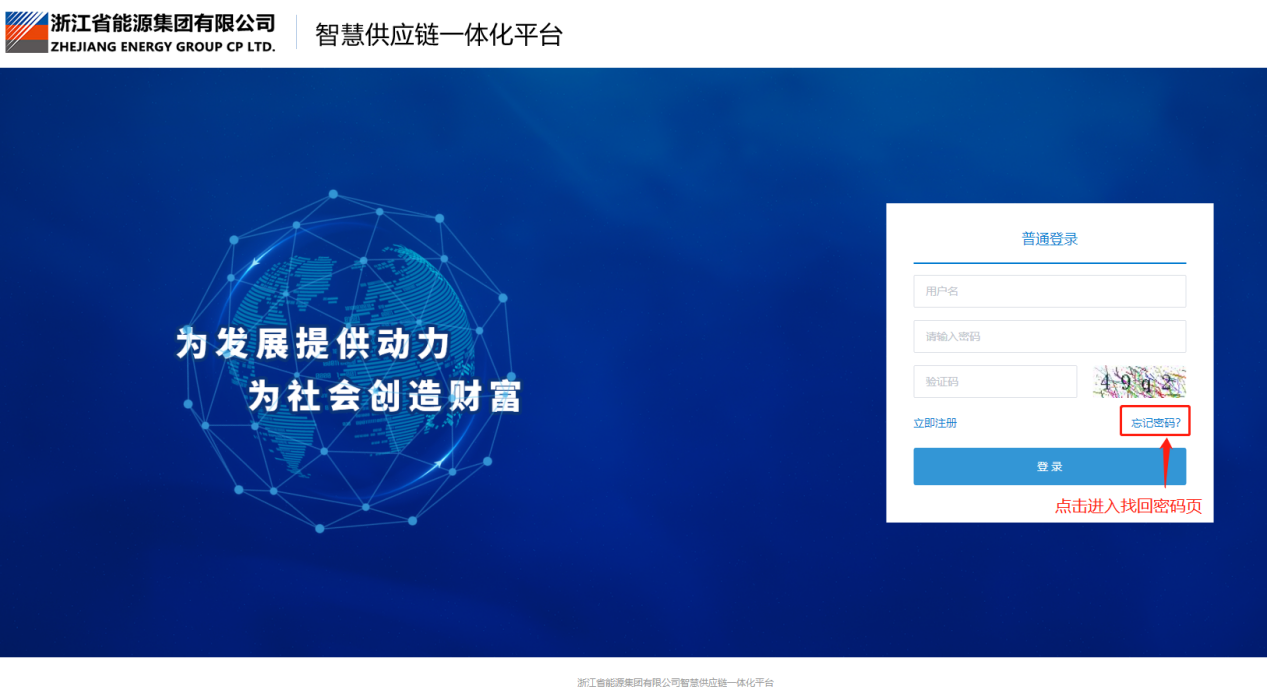 浙江省能源集团有限公司
ZHEJIANG ENERGY GROUP CP LTD.
智慧供应链一体化平台
为发展提供动力
为社会创造财富
普通登录
用户名
请输入密码
验证码
49g2
立即注册
忘记密码?
登录
点击进入找回密码页
浙江省能源集团有限公司智慧供应链一体化平台